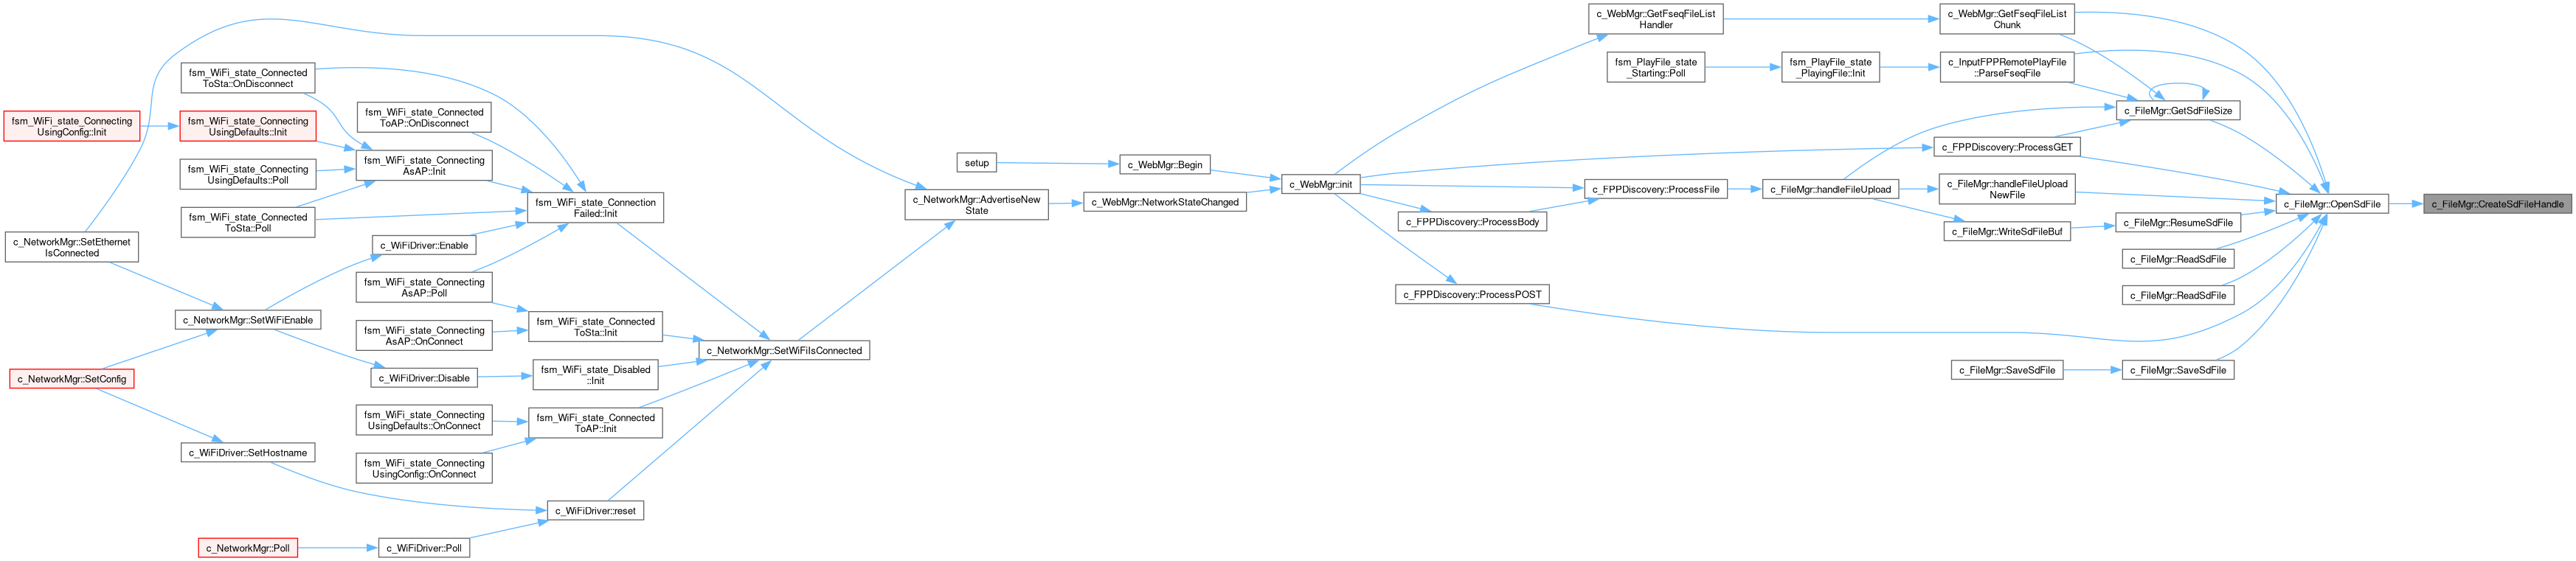 fsm_WiFi_state_Connecting
UsingConfig::Init
c_NetworkMgr::SetEthernet
IsConnected
c_NetworkMgr::SetConfig
fsm_WiFi_state_Connected
ToSta::OnDisconnect
fsm_WiFi_state_Connecting
UsingDefaults::Init
fsm_WiFi_state_Connecting
UsingDefaults::Poll
fsm_WiFi_state_Connected
ToSta::Poll
c_NetworkMgr::SetWiFiEnable
c_WiFiDriver::SetHostname
c_NetworkMgr::Poll
fsm_WiFi_state_Connected
ToAP::OnDisconnect
fsm_WiFi_state_Connecting
AsAP::Init
c_WiFiDriver::Enable
fsm_WiFi_state_Connecting
AsAP::Poll
fsm_WiFi_state_Connecting
AsAP::OnConnect
c_WiFiDriver::Disable
fsm_WiFi_state_Connecting
UsingDefaults::OnConnect
fsm_WiFi_state_Connecting
UsingConfig::OnConnect
c_WiFiDriver::Poll
fsm_WiFi_state_Connection
Failed::Init
fsm_WiFi_state_Connected
ToSta::Init
fsm_WiFi_state_Disabled
::Init
fsm_WiFi_state_Connected
ToAP::Init
c_WiFiDriver::reset
c_NetworkMgr::SetWiFiIsConnected
setup
c_NetworkMgr::AdvertiseNew
State
c_WebMgr::Begin
c_WebMgr::NetworkStateChanged
c_WebMgr::init
c_WebMgr::GetFseqFileList
Handler
fsm_PlayFile_state
_Starting::Poll
c_FPPDiscovery::ProcessFile
c_FPPDiscovery::ProcessBody
c_FPPDiscovery::ProcessPOST
fsm_PlayFile_state
_PlayingFile::Init
c_FileMgr::handleFileUpload
c_WebMgr::GetFseqFileList
Chunk
c_InputFPPRemotePlayFile
::ParseFseqFile
c_FileMgr::GetSdFileSize
c_FPPDiscovery::ProcessGET
c_FileMgr::handleFileUpload
NewFile
c_FileMgr::WriteSdFileBuf
c_FileMgr::ResumeSdFile
c_FileMgr::ReadSdFile
c_FileMgr::ReadSdFile
c_FileMgr::SaveSdFile
c_FileMgr::SaveSdFile
c_FileMgr::OpenSdFile
c_FileMgr::CreateSdFileHandle